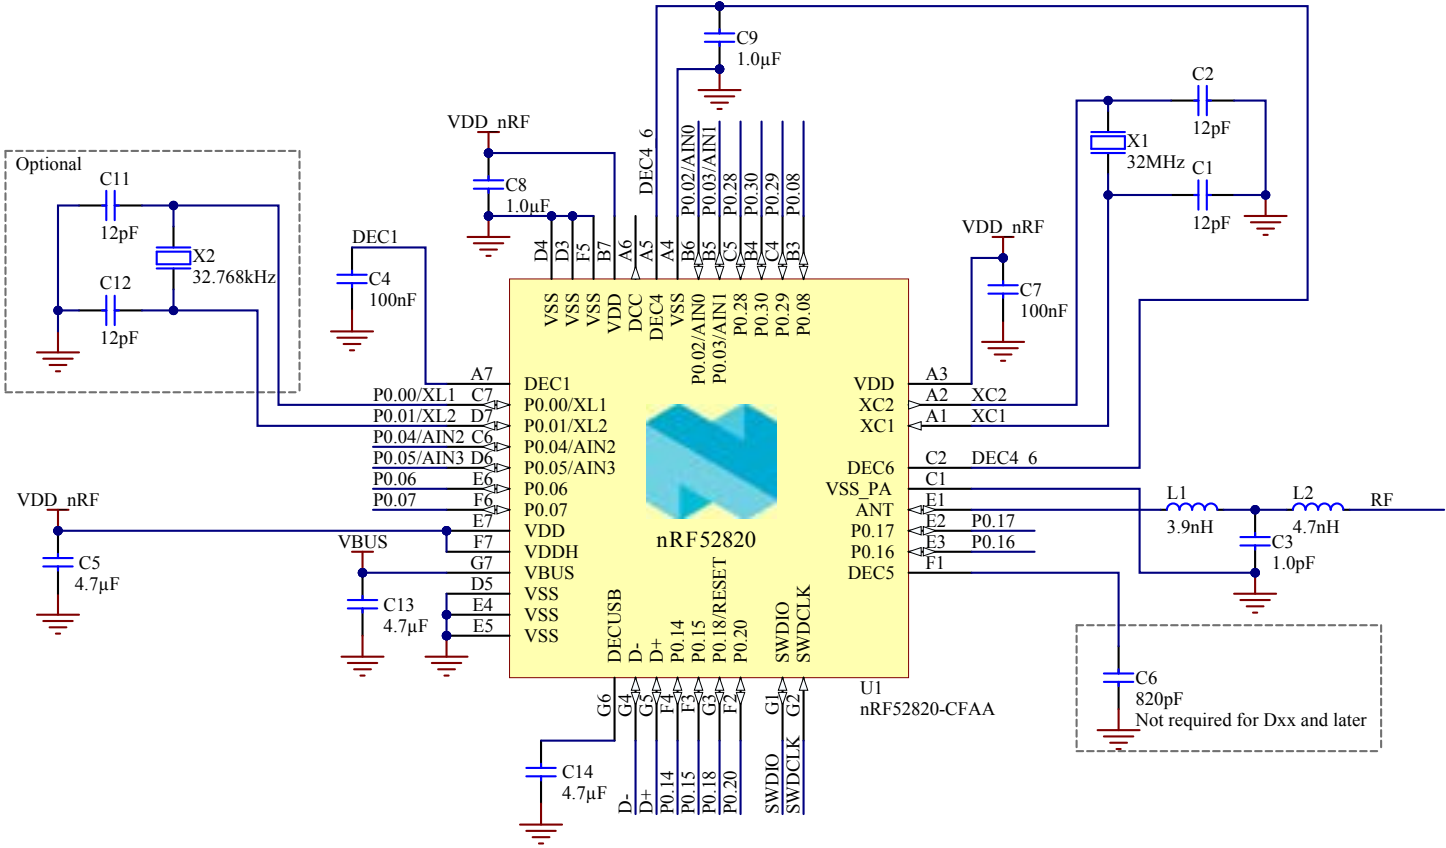 C9
1.0µF
C2
12pF
X1
32MHz
C1
12pF
VDD_nRF
C8
1.0µF
DEC4_6
P0.02/AIN0
P0.03/AIN1
P0.28
P0.30
P0.29
P0.08
Optional
C11
12pF
X2
32.768kHz
C12
12pF
DEC1
C4
100nF
VDD_nRF
C7
100nF
D4
D3
F5
B7
A6
A5
A4
B6
B5
C5
B4
C4
B3
VSS
VSS
VSS
VDD
DCC
DEC4
VSS
P0.02/AIN0
P0.03/AIN1
P0.28
P0.30
P0.29
P0.08
A7 DEC1
P0.00/XL1 C7 P0.00/XL1
P0.01/XL2 D7 P0.01/XL2
P0.04/AIN2 C6 P0.04/AIN2
P0.05/AIN3 D6 P0.05/AIN3
P0.06 E6 P0.06
P0.07 F6 P0.07
E7 VDD
F7 VDDH
G7 VBUS
D5 VSS
E4 VSS
E5 VSS
VDD_nRF
C5
4.7µF
VBUS
C13
4.7µF
nRF52820
VDD A3
XC2 A2 XC2
XC1 A1 XC1
DEC6 C2 DEC4_6
VSS_PA C1
ANT E1
P0.17 E2 P0.17
P0.16 E3 P0.16
DEC5 F1
L1
3.9nH
L2
4.7nH
RF
C3
1.0pF
DECUSB
D-
D+
P0.14
P0.15
P0.18/RESET
P0.20
SWDIO
SWDCLK
G6
G4
G5
F4
F3
G3
F2
G1
G2
U1
nRF52820-CFAA
C6
820pF
Not required for Dxx and later
C14
4.7µF
D-
D+
P0.14
P0.15
P0.18
P0.20
SWDIO
SWDCLK